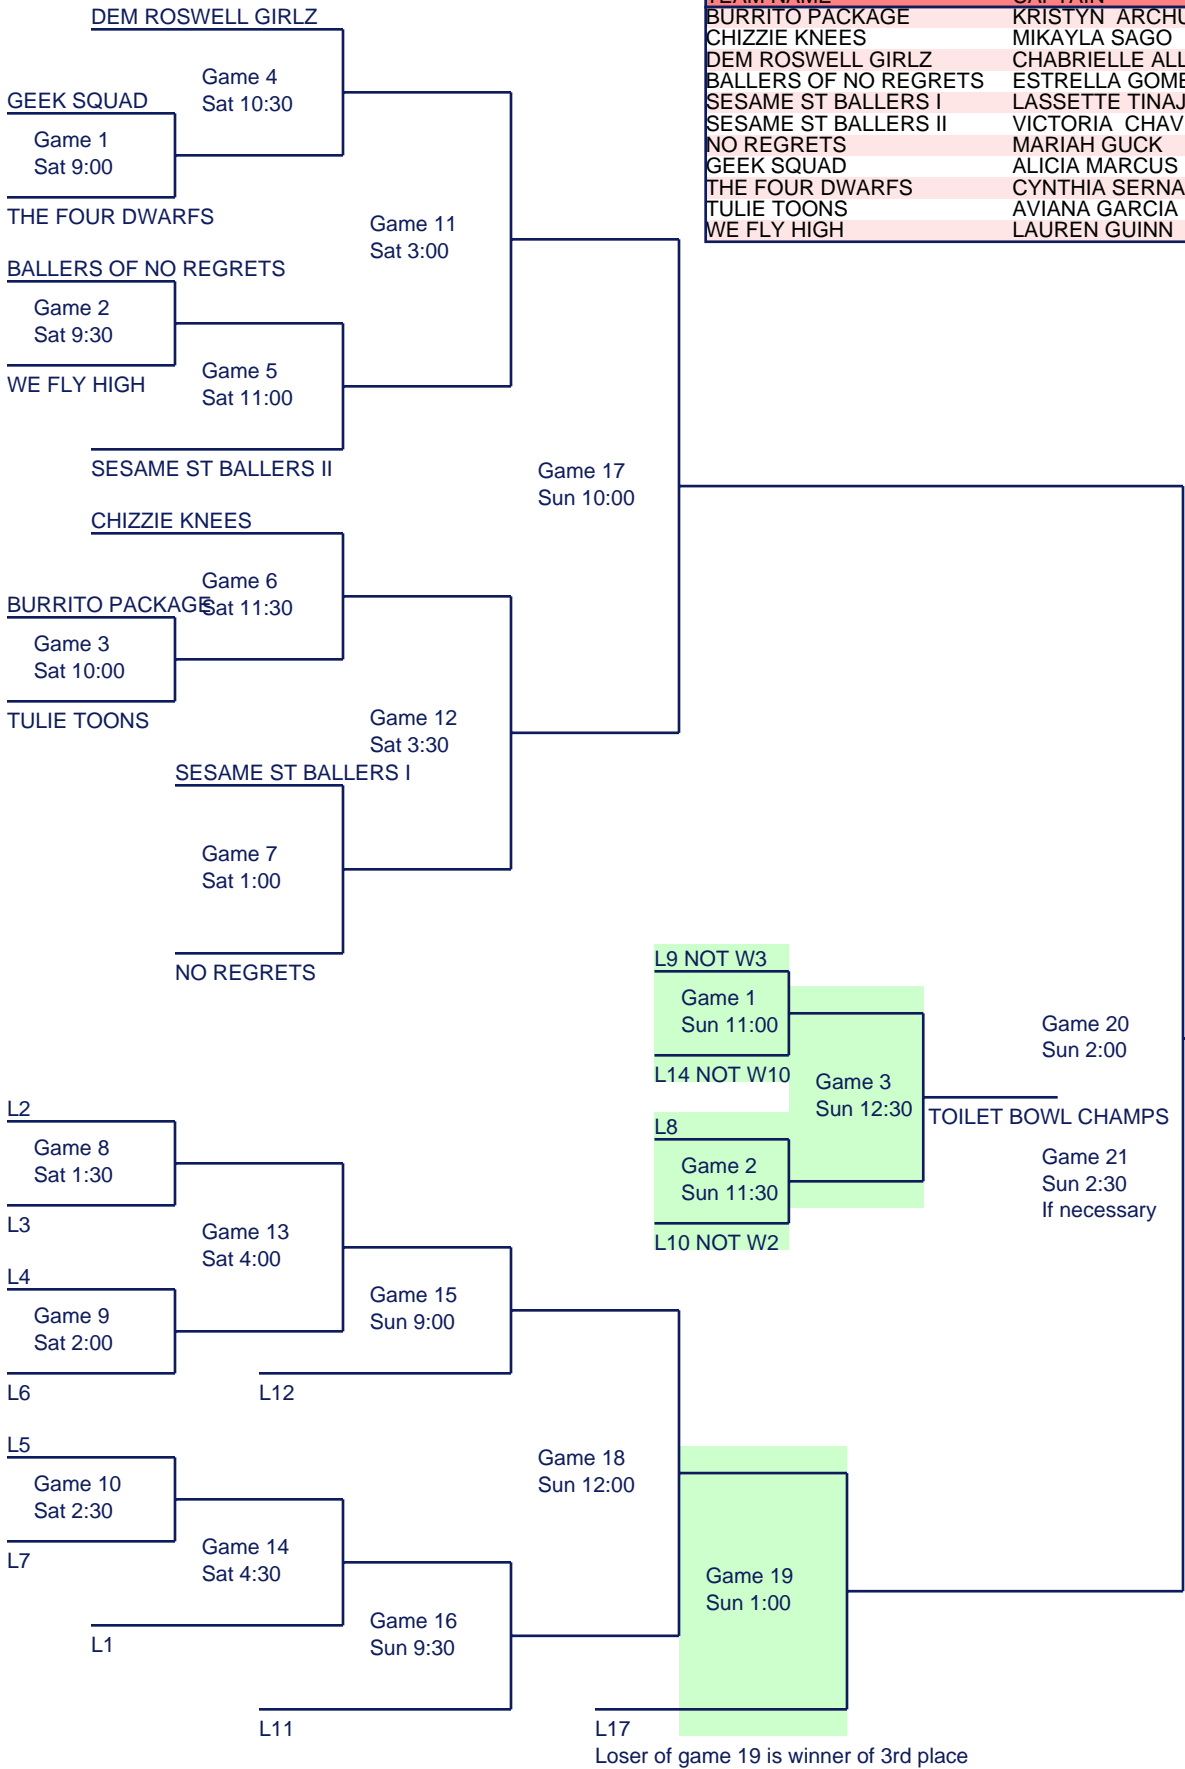 DEM ROSWELL GIRLZ
Game 4
Sat 10:30
GEEK SQUAD
Game 1
Sat 9:00
THE FOUR DWARFS
Game 11
Sat 3:00
BALLERS OF NO REGRETS
Game 2
Sat 9:30
WE FLY HIGH
Game 5
Sat 11:00
SESAME ST BALLERS II
Game 17
Sun 10:00
CHIZZIE KNEES
Game 6
Sat 11:30
BURRITO PACKAGE
Game 3
Sat 10:00
TULIE TOONS
Game 12
Sat 3:30
SESAME ST BALLERS I
Game 7
Sat 1:00
NO REGRETS
BURRITO PACKAGE KRISTYN ARCHU
CHIZZIE KNEES MIKAYLA SAGO
DEM ROSWELL GIRLZ CHABRIELLE ALL
BALLERS OF NO REGRETS ESTRELLA GOME
SESAME ST BALLERS I LASSETTE TINAJ
SESAME ST BALLERS II VICTORIA CHAV
NO REGRETS MARIAH GUCK
GEEK SQUAD ALICIA MARCUS
THE FOUR DWARFS CYNTHIA SERNA
TULIE TOONS AVIANA GARCIA
WE FLY HIGH LAUREN GUINN
L9 NOT W3
Game 1
Sun 11:00
L14 NOT W10
Game 3
Sun 12:30
L8
Game 2
Sun 11:30
L10 NOT W2
TOILET BOWL CHAMPS
Game 20
Sun 2:00
Game 21
Sun 2:30
If necessary
L2
Game 8
Sat 1:30
L3
Game 13
Sat 4:00
L4
Game 9
Sat 2:00
L6
Game 15
Sun 9:00
L12
L5
Game 10
Sat 2:30
L7
Game 14
Sat 4:30
L1
Game 16
Sun 9:30
L11
Game 18
Sun 12:00
Game 19
Sun 1:00
L17
Loser of game 19 is winner of 3rd place